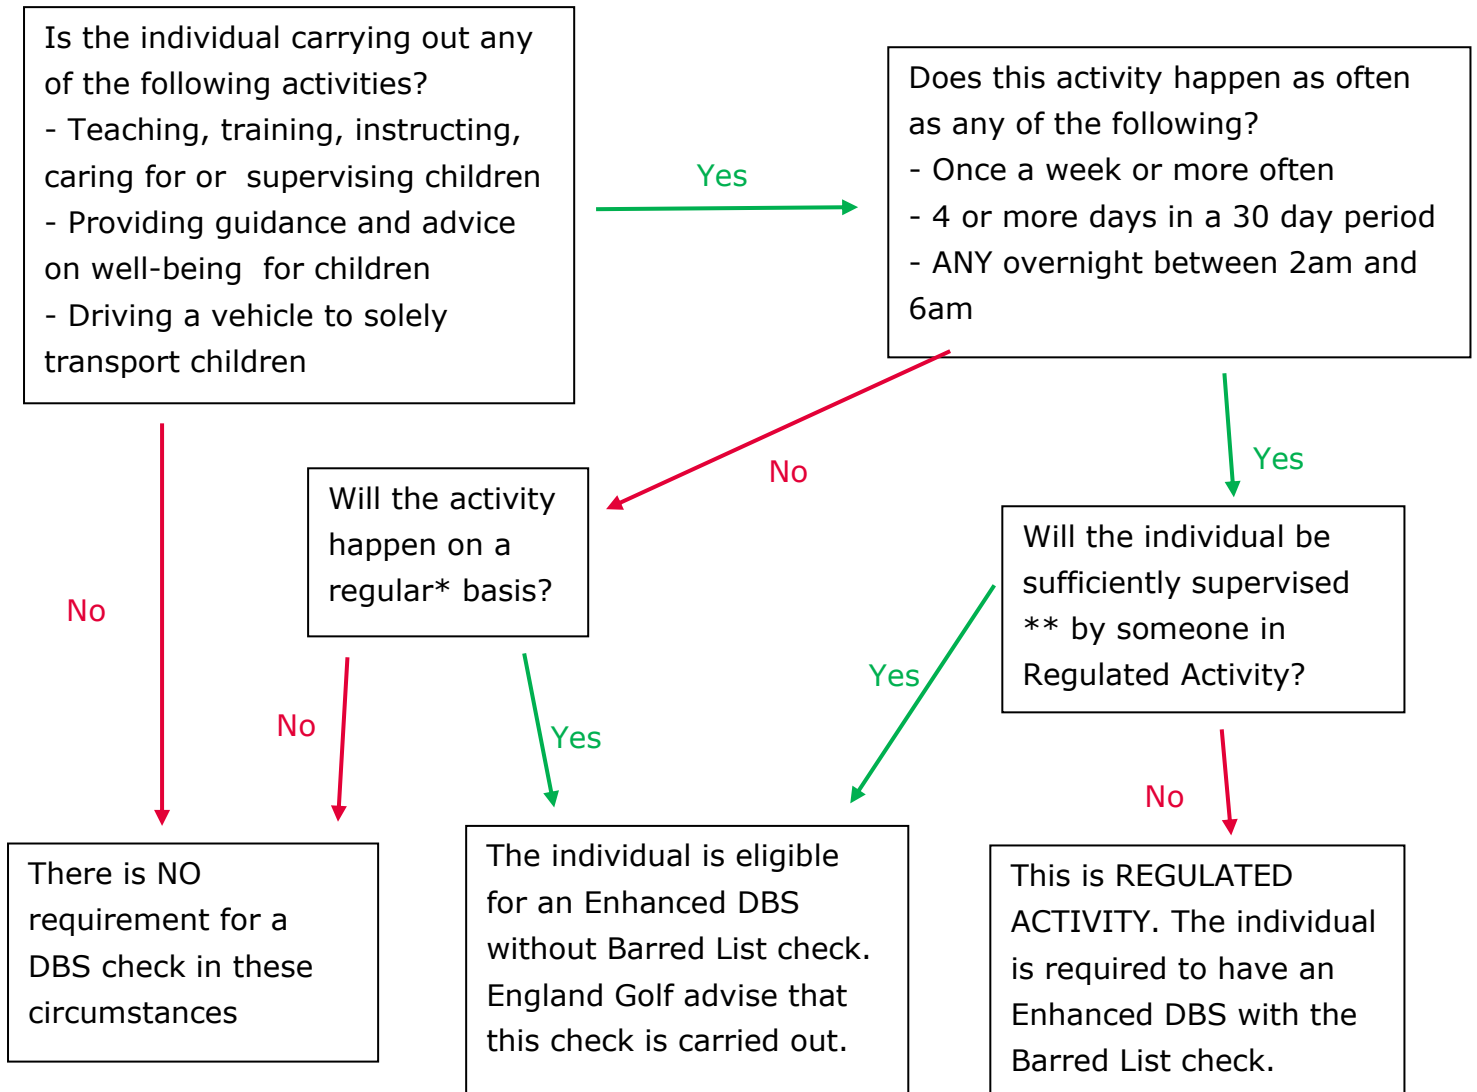 Is the individual carrying out any
of the following activities?
- Teaching, training, instructing,
caring for or  supervising children
- Providing guidance and advice
on well-being  for children
- Driving a vehicle to solely
transport children
Yes
Does this activity happen as often
as any of the following?
- Once a week or more often
- 4 or more days in a 30 day period
- ANY overnight between 2am and
6am
No
No
Yes
Will the activity
happen on a
regular* basis?
Will the individual be
sufficiently supervised
** by someone in
Regulated Activity?
No
Yes
Yes
No
There is NO
requirement for a
DBS check in these
circumstances
The individual is eligible
for an Enhanced DBS
without Barred List check.
England Golf advise that
this check is carried out.
This is REGULATED
ACTIVITY. The individual
is required to have an
Enhanced DBS with the
Barred List check.